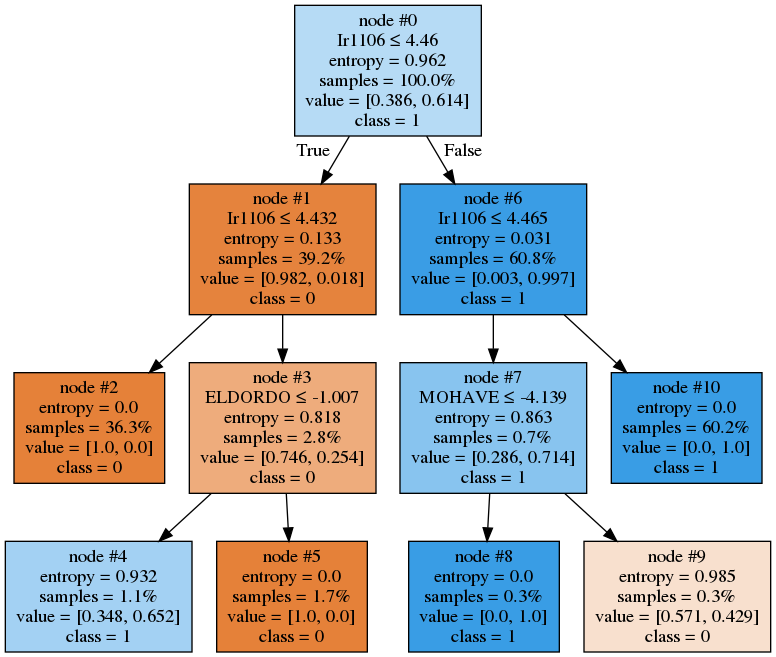 node #0
Ir1106 ≤ 4.46
entropy = 0.962
samples = 100.0%
value = [0.386, 0.614]
class = 1
True
False
node #1
Ir1106 ≤ 4.432
entropy = 0.133
samples = 39.2%
value = [0.982, 0.018]
class = 0
node #6
Ir1106 ≤ 4.465
entropy = 0.031
samples = 60.8%
value = [0.003, 0.997]
class = 1
node #2
entropy = 0.0
samples = 36.3%
value = [1.0, 0.0]
class = 0
node #3
ELDORDO ≤ -1.007
entropy = 0.818
samples = 2.8%
value = [0.746, 0.254]
class = 0
node #7
MOHAVE ≤ -4.139
entropy = 0.863
samples = 0.7%
value = [0.286, 0.714]
class = 1
node #10
entropy = 0.0
samples = 60.2%
value = [0.0, 1.0]
class = 1
node #4
entropy = 0.932
samples = 1.1%
value = [0.348, 0.652]
class = 1
node #5
entropy = 0.0
samples = 1.7%
value = [1.0, 0.0]
class = 0
node #8
entropy = 0.0
samples = 0.3%
value = [0.0, 1.0]
class = 1
node #9
entropy = 0.985
samples = 0.3%
value = [0.571, 0.429]
class = 0